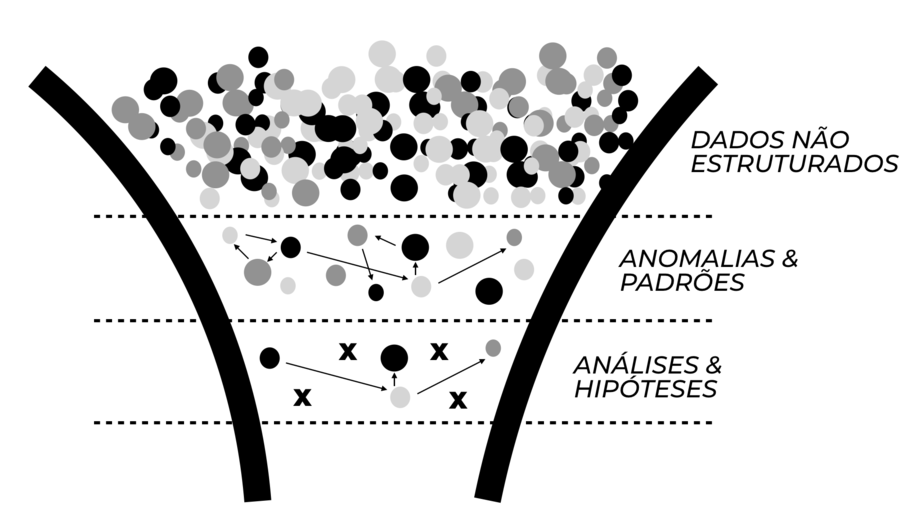 DADOS NÃO
ESTRUTURADOS
ANOMALIAS &
PADRÕES
x x
ANÁLISES &
HIPÓTESES
x x